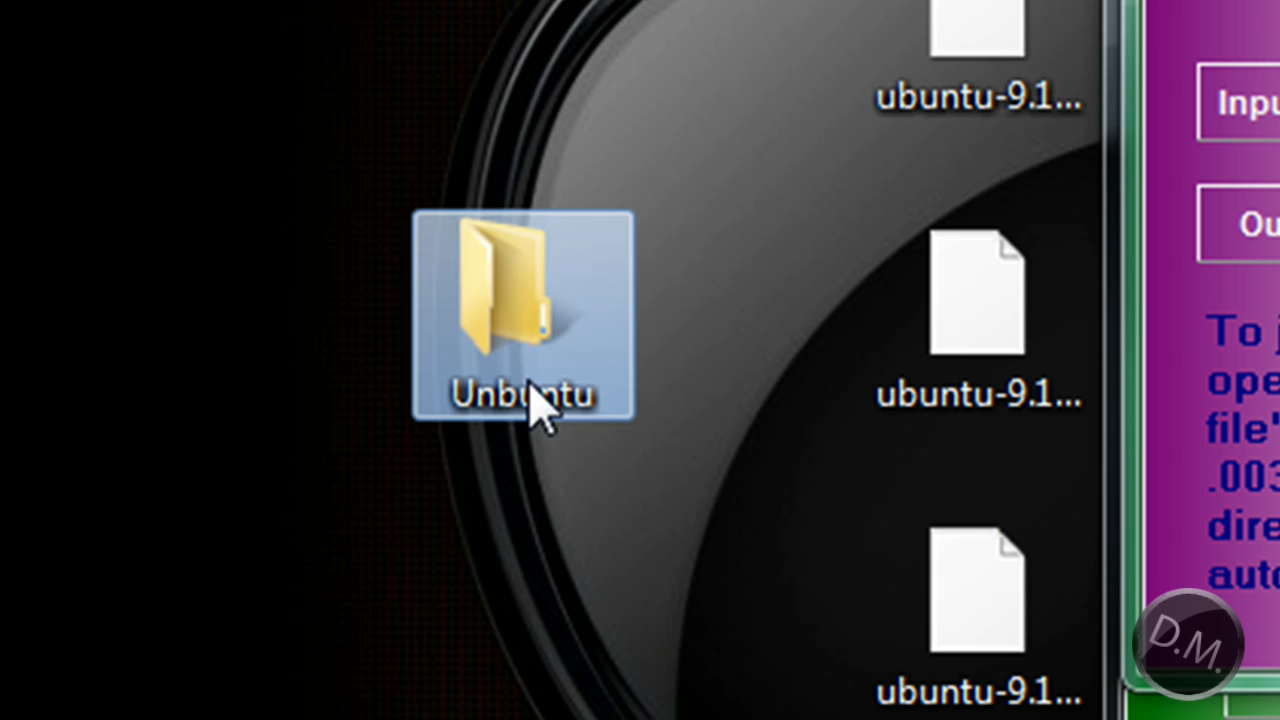 ubuntu-9.1...
Unbuntu
ubuntu-9.1...
ubuntu-9.1...
Inpu
Ou
To j
ope
file'
.003
dire
auto
D.M.